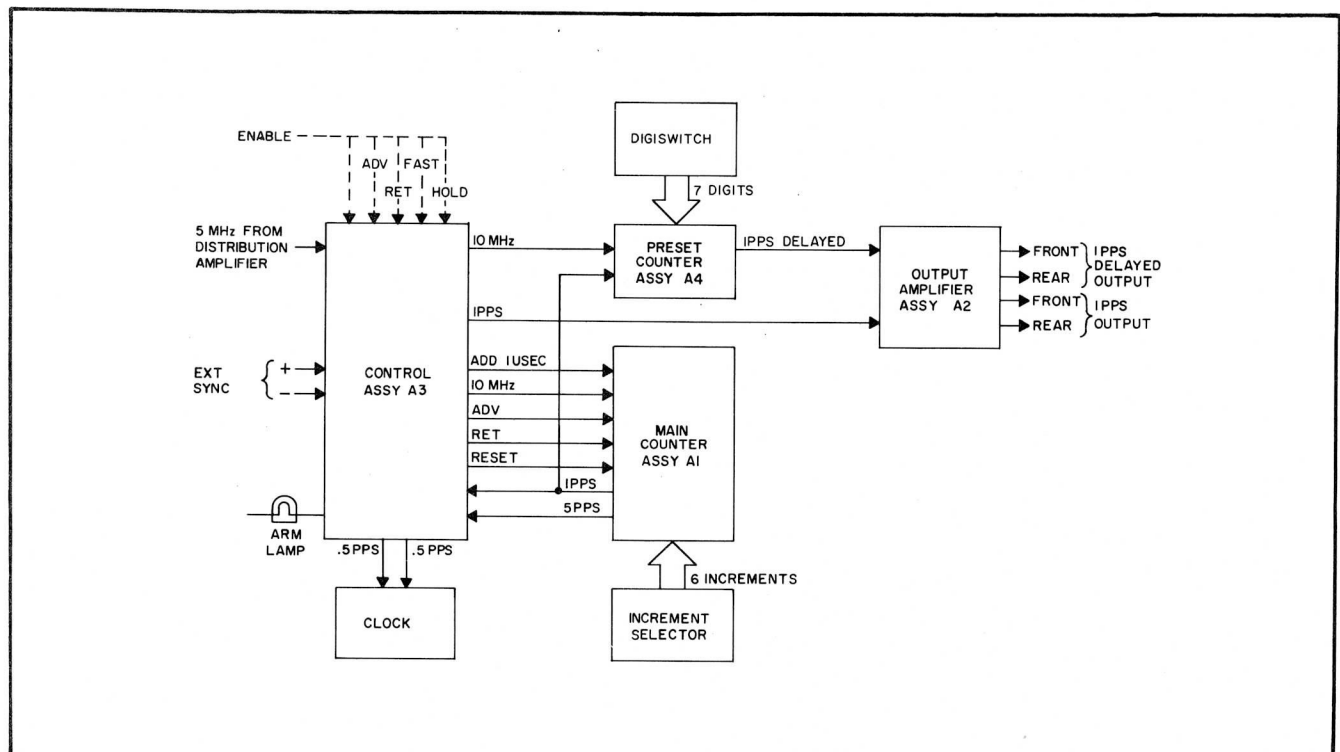 ENABLE
ADV
FAST
RET
HOLD
5 MHz FROM
DISTRIBUTION
AMPLIFIER
EXT
SYNC
+
–
CONTROL
ASSY A3
ARM
LAMP
.5PPS
.5PPS
CLOCK
10 MHz
1PPS
ADD 1USEC
10 MHz
ADV
RET
RESET
1PPS
5PPS
DIGISWITCH
7 DIGITS
PRESET
COUNTER
ASSY A4
1PPS DELAYED
MAIN
COUNTER
ASSY A1
6 INCREMENTS
INCREMENT
SELECTOR
OUTPUT
AMPLIFIER
ASSY A2
FRONT
REAR
1PPS
DELAYED
OUTPUT
FRONT
REAR
1PPS
OUTPUT